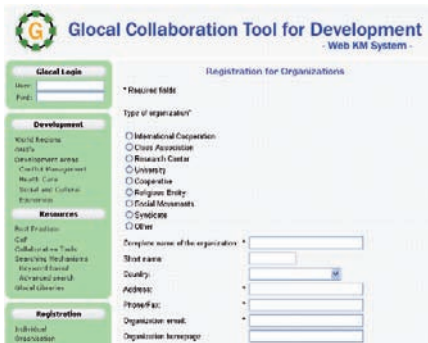 G
Glocal Collaboration Tool for Development
- Web KM System -
Glocal Login
User:
Pwd:
Development
World Regions
Development Areas
Conflict Management
Health Care
Social and Cultural
Economics
Resources
Best Practices
CoP
Collaborative Tools
Searching Mechanisms
Keyword based
Advanced search
Glocal Libraries
Registration
Individual
Organization
Registration for Organizations
* Required fields
Type of organization*
International Cooperation
Class Association
Research Center
University
Cooperative
Religious Entity
Social Movements
Syndicate
Other
Complete name of the organization: *
Short name:
Country:
Address: *
Phone/Fax: *
Organization email: *
Organization homepage: